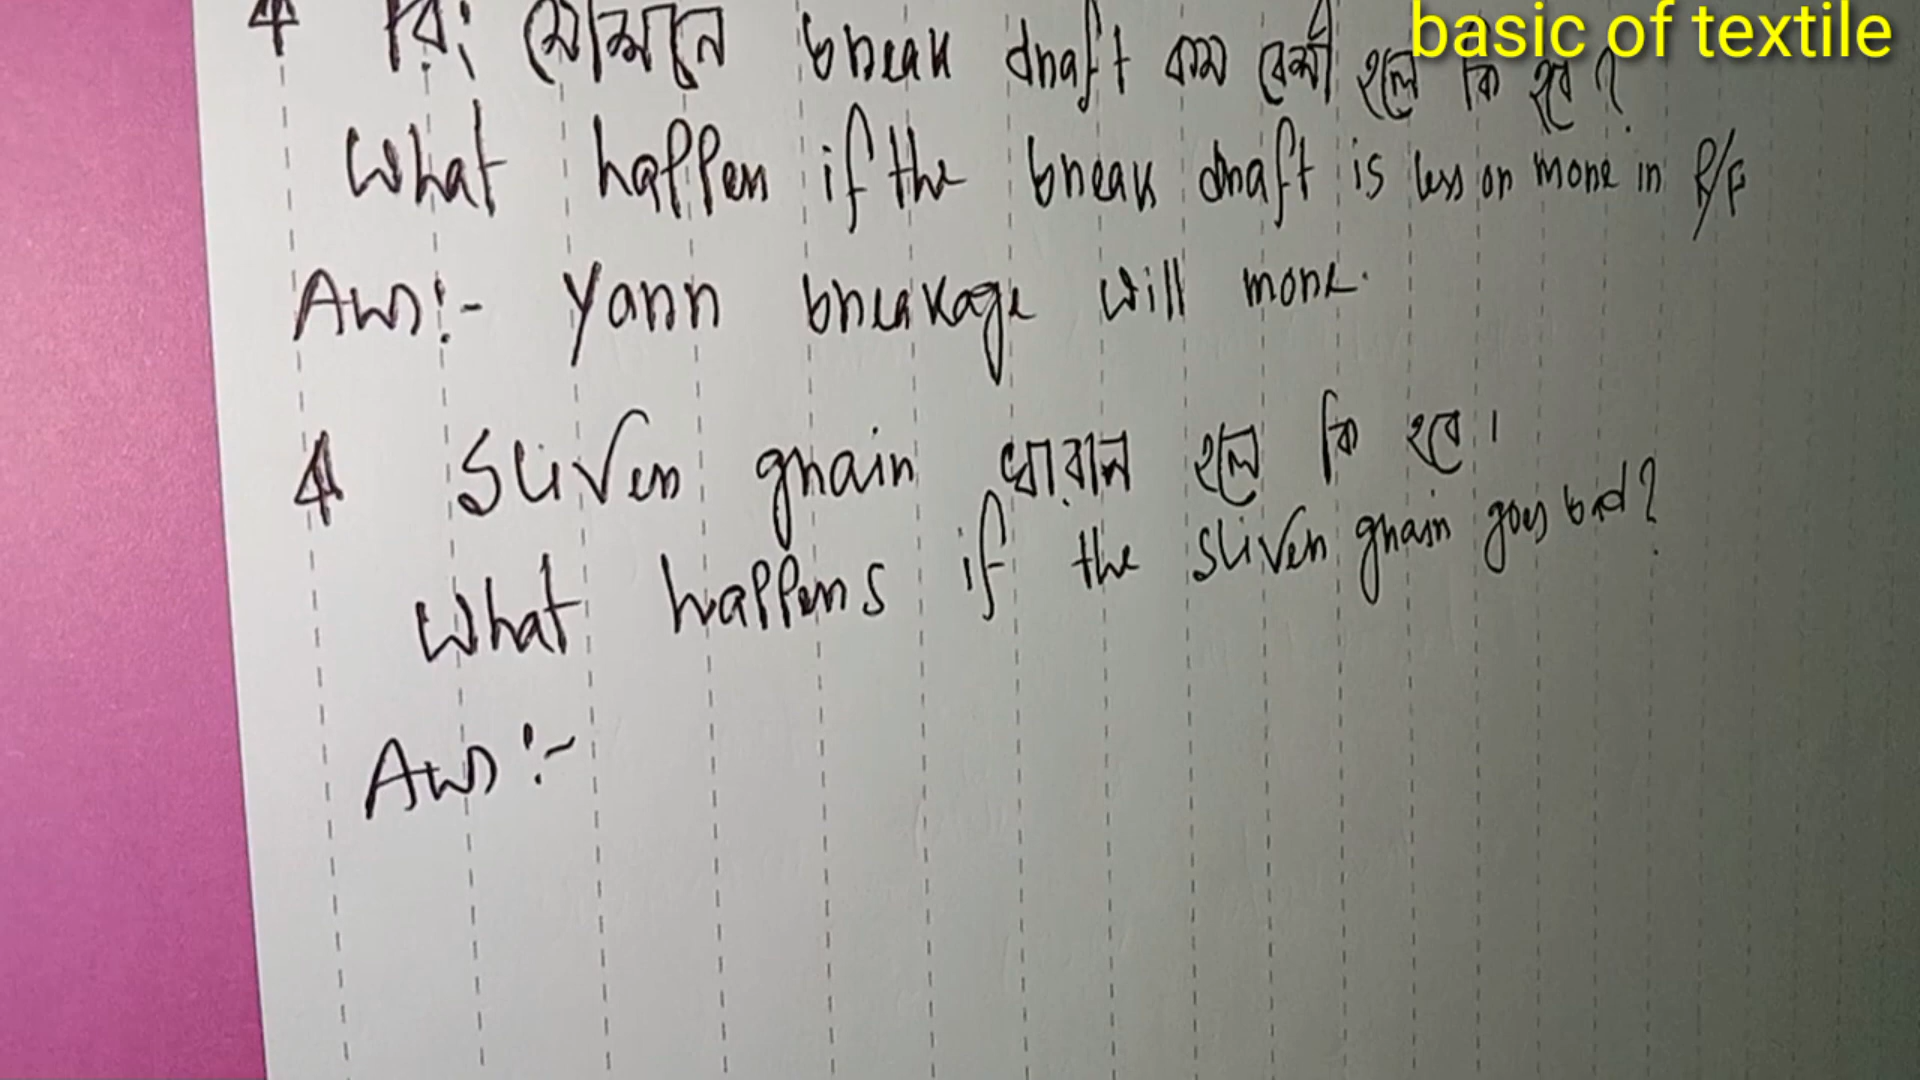 basic of textile
রিং মেশিনে break draft কম বেশী হলে কি হবে?
What happen if the break draft is less or more in R/F
Ans:- Yarn breakage will more.
Sliver grain খারাপ হলে কি হবে।
What happens if the sliver grain goes bad?
Ans:-